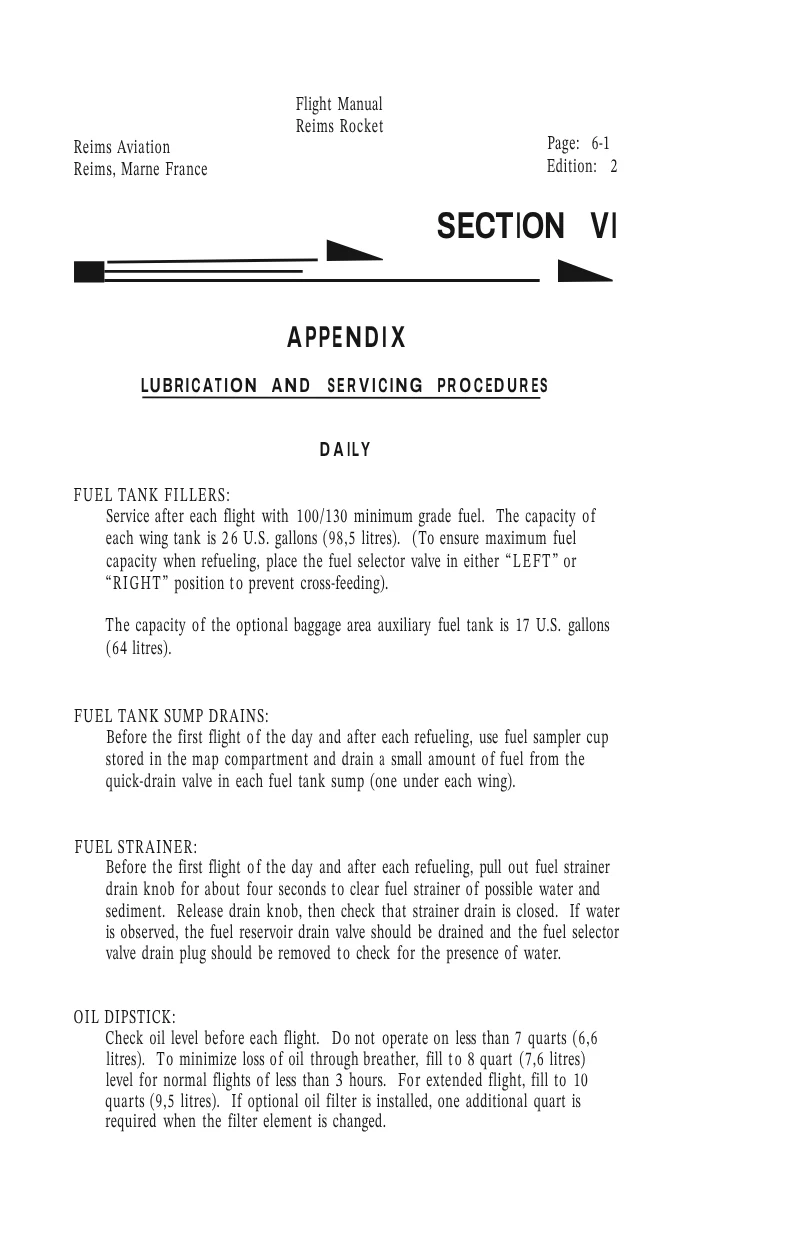 Flight Manual
Reims Rocket
Reims Aviation
Reims, Marne France
Page: 6-1
Edition: 2
SECTION VI
APPENDIX
LUBRICATION AND SERVICING PROCEDURES
DAILY
FUEL TANK FILLERS:
Service after each flight with 100/130 minimum grade fuel. The capacity of
each wing tank is 26 U.S. gallons (98,5 litres). (To ensure maximum fuel
capacity when refueling, place the fuel selector valve in either “LEFT” or
“RIGHT” position to prevent cross-feeding).
The capacity of the optional baggage area auxiliary fuel tank is 17 U.S. gallons
(64 litres).
FUEL TANK SUMP DRAINS:
Before the first flight of the day and after each refueling, use fuel sampler cup
stored in the map compartment and drain a small amount of fuel from the
quick-drain valve in each fuel tank sump (one under each wing).
FUEL STRAINER:
Before the first flight of the day and after each refueling, pull out fuel strainer
drain knob for about four seconds to clear fuel strainer of possible water and
sediment. Release drain knob, then check that strainer drain is closed. If water
is observed, the fuel reservoir drain valve should be drained and the fuel selector
valve drain plug should be removed to check for the presence of water.
OIL DIPSTICK:
Check oil level before each flight. Do not operate on less than 7 quarts (6,6
litres). To minimize loss of oil through breather, fill to 8 quart (7,6 litres)
level for normal flights of less than 3 hours. For extended flight, fill to 10
quarts (9,5 litres). If optional oil filter is installed, one additional quart is
required when the filter element is changed.